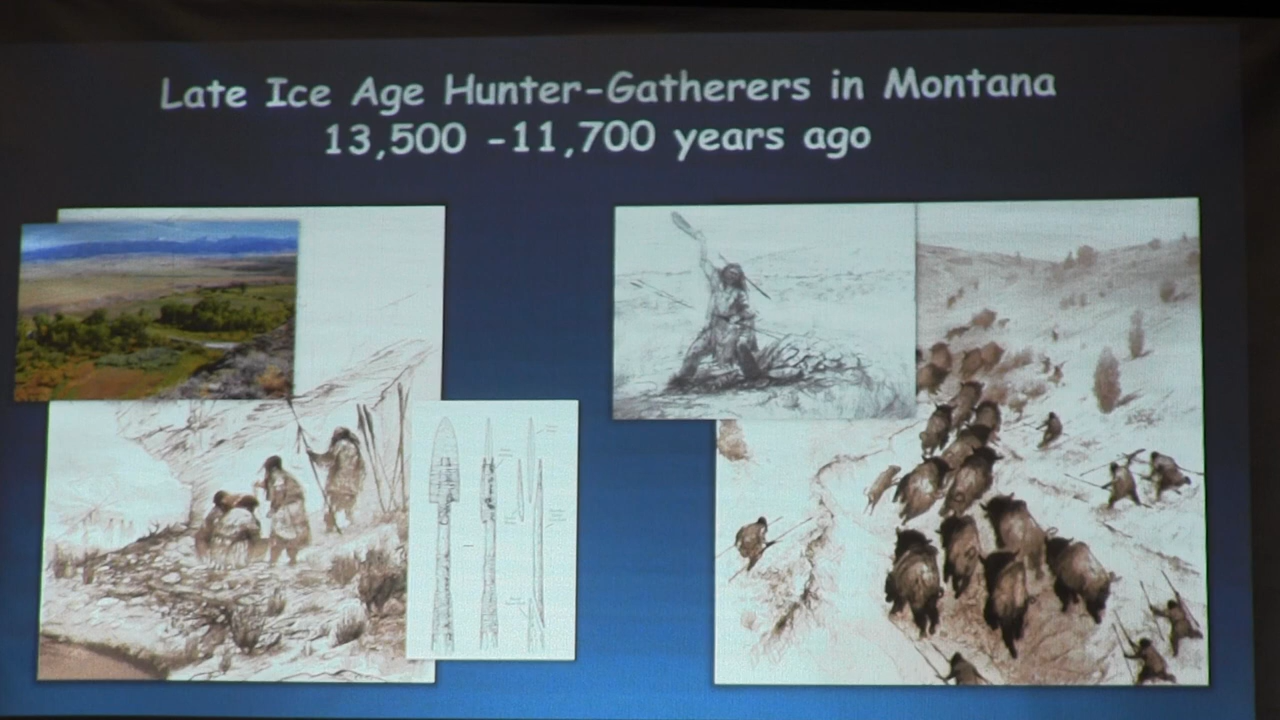 Late Ice Age Hunter-Gatherers in Montana
13,500 -11,700 years ago